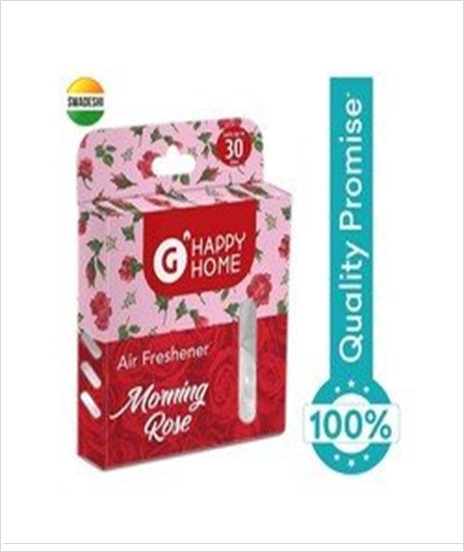 SWADESHI
30
G
HAPPY
HOME
Air Freshener
Morning
Rose
Quality Promise*
100%